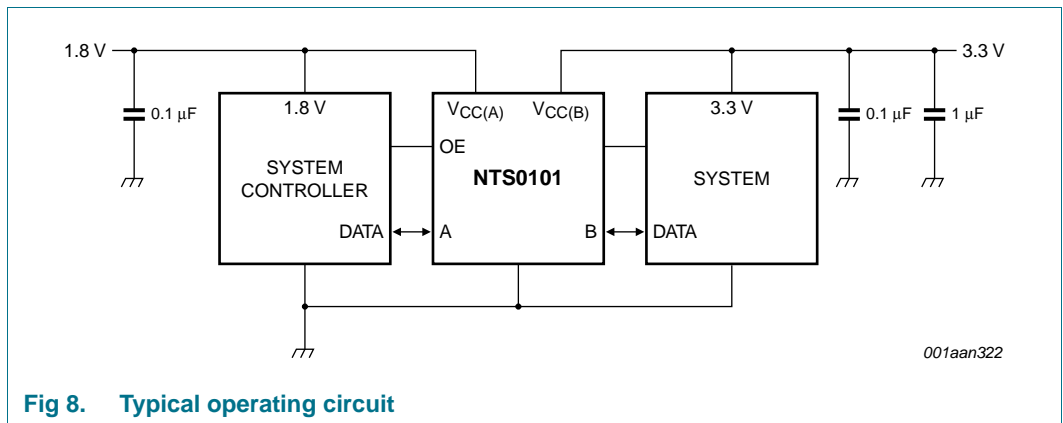 1.8 V
3.3 V
0.1 μF
1.8 V
VCC(A)
VCC(B)
3.3 V
0.1 μF
1 μF
OE
SYSTEM
CONTROLLER
NTS0101
SYSTEM
DATA
A
B
DATA
001aan322
Fig 8. Typical operating circuit